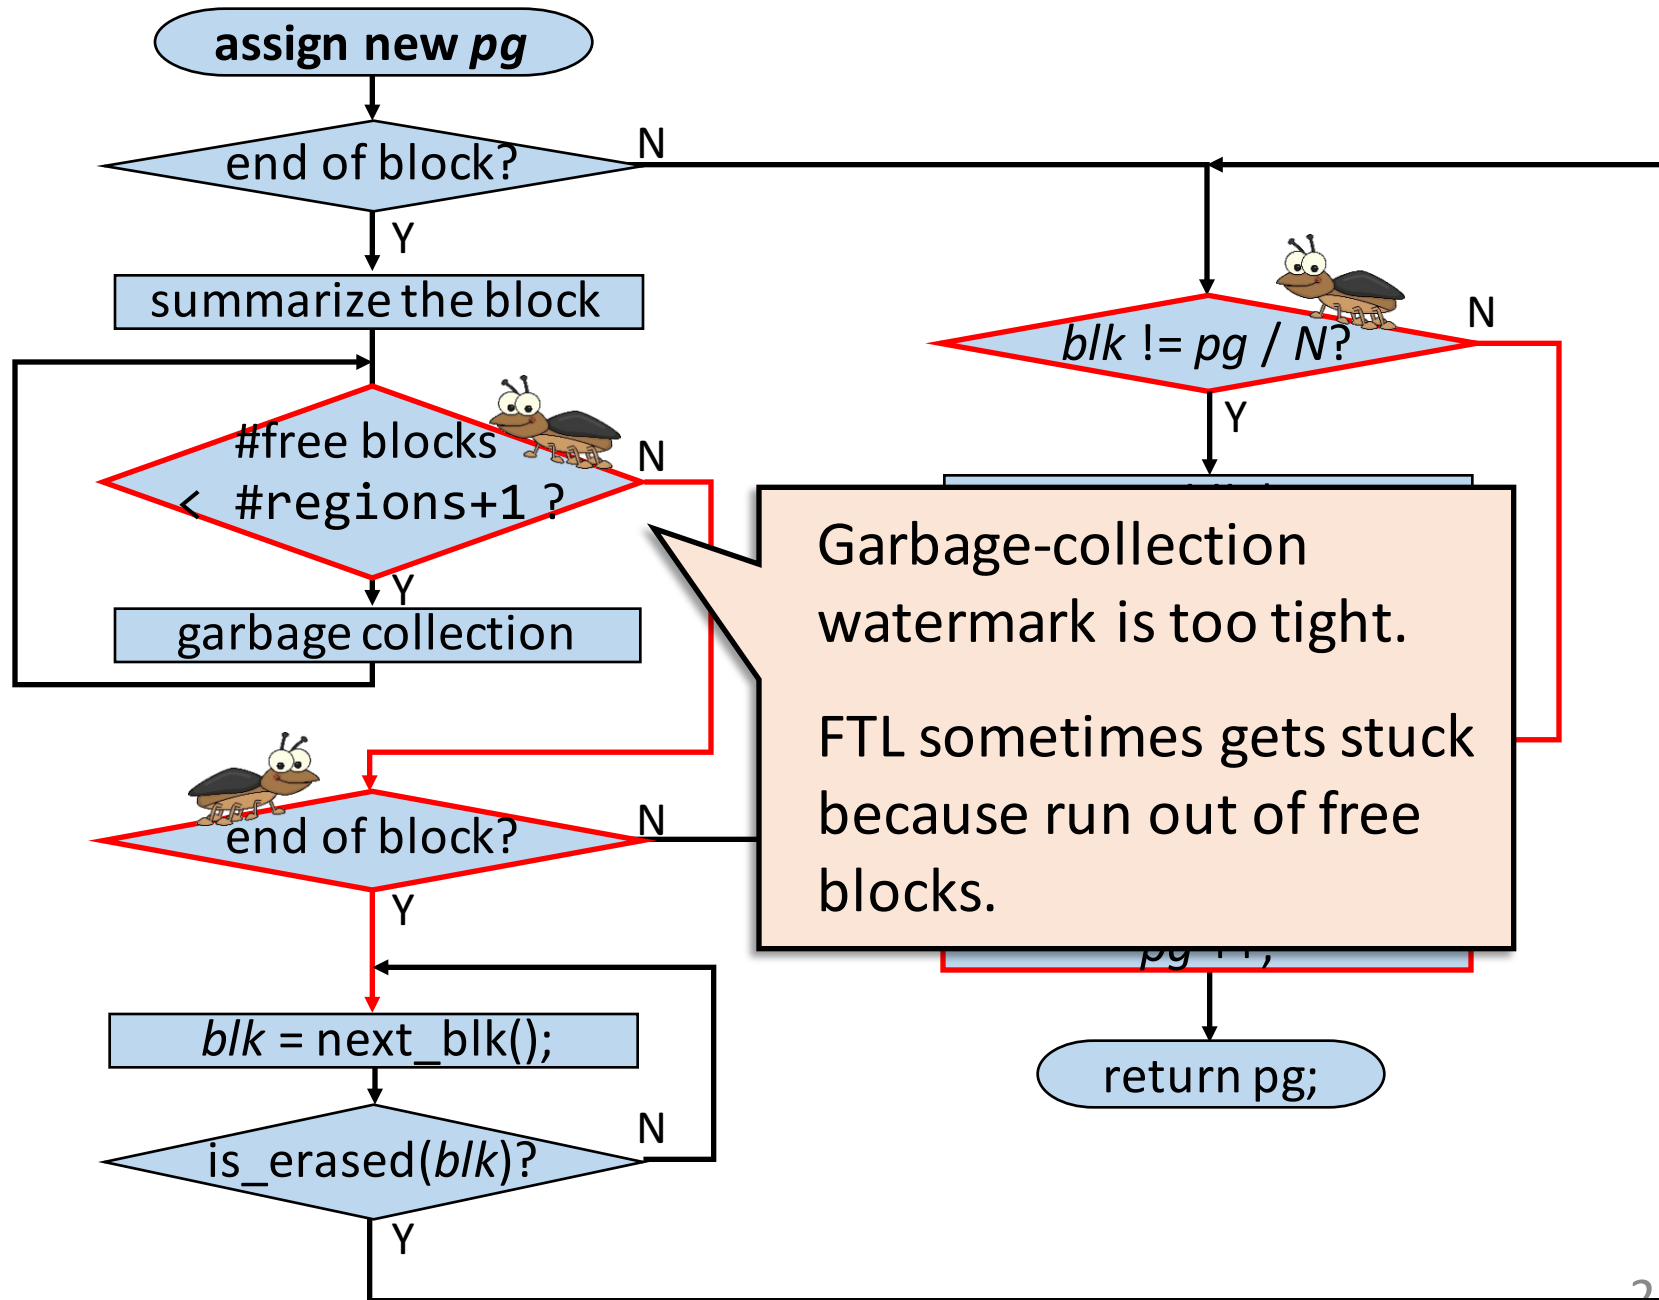 assign new pg
end of block?
N
Y
summarize the block
#free blocks
< #regions+1 ?
N
Y
garbage collection
end of block?
N
Y
blk = next_blk();
is_erased(blk)?
N
Y
blk != pg / N?
N
Y
Garbage-collection
watermark is too tight.
FTL sometimes gets stuck
because run out of free
blocks.
return pg;
2